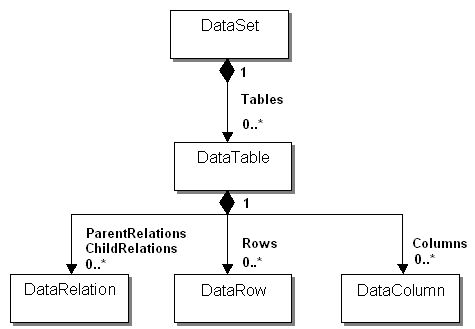 DataSet
1
Tables
0..*
DataTable
1
ParentRelations
ChildRelations
0..*
Rows
0..*
Columns
0..*
DataRelation
DataRow
DataColumn